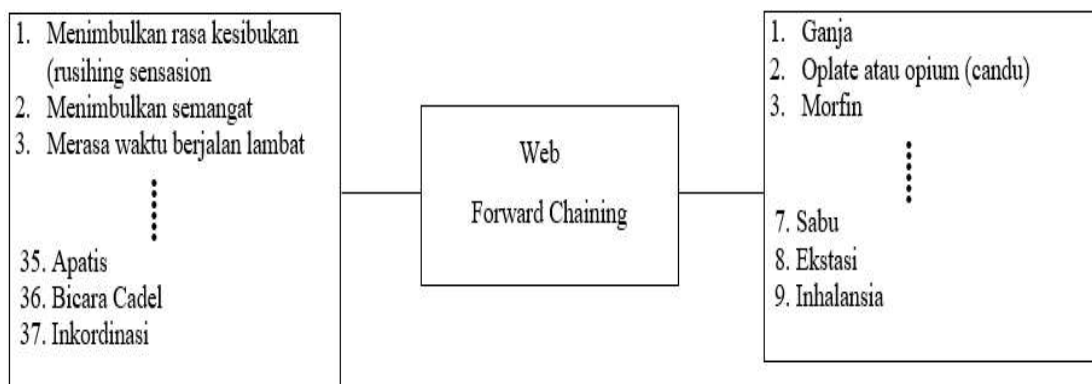 1. Menimbulkan rasa kesibukan
(rusihing sensasion
2. Menimbulkan semangat
3. Merasa waktu berjalan lambat
35. Apatis
36. Bicara Cadel
37. Inkordinasi
Web
Forward Chaining
1. Ganja
2. Oplate atau opium (candu)
3. Morfin
7. Sabu
8. Ekstasi
9. Inhalansia